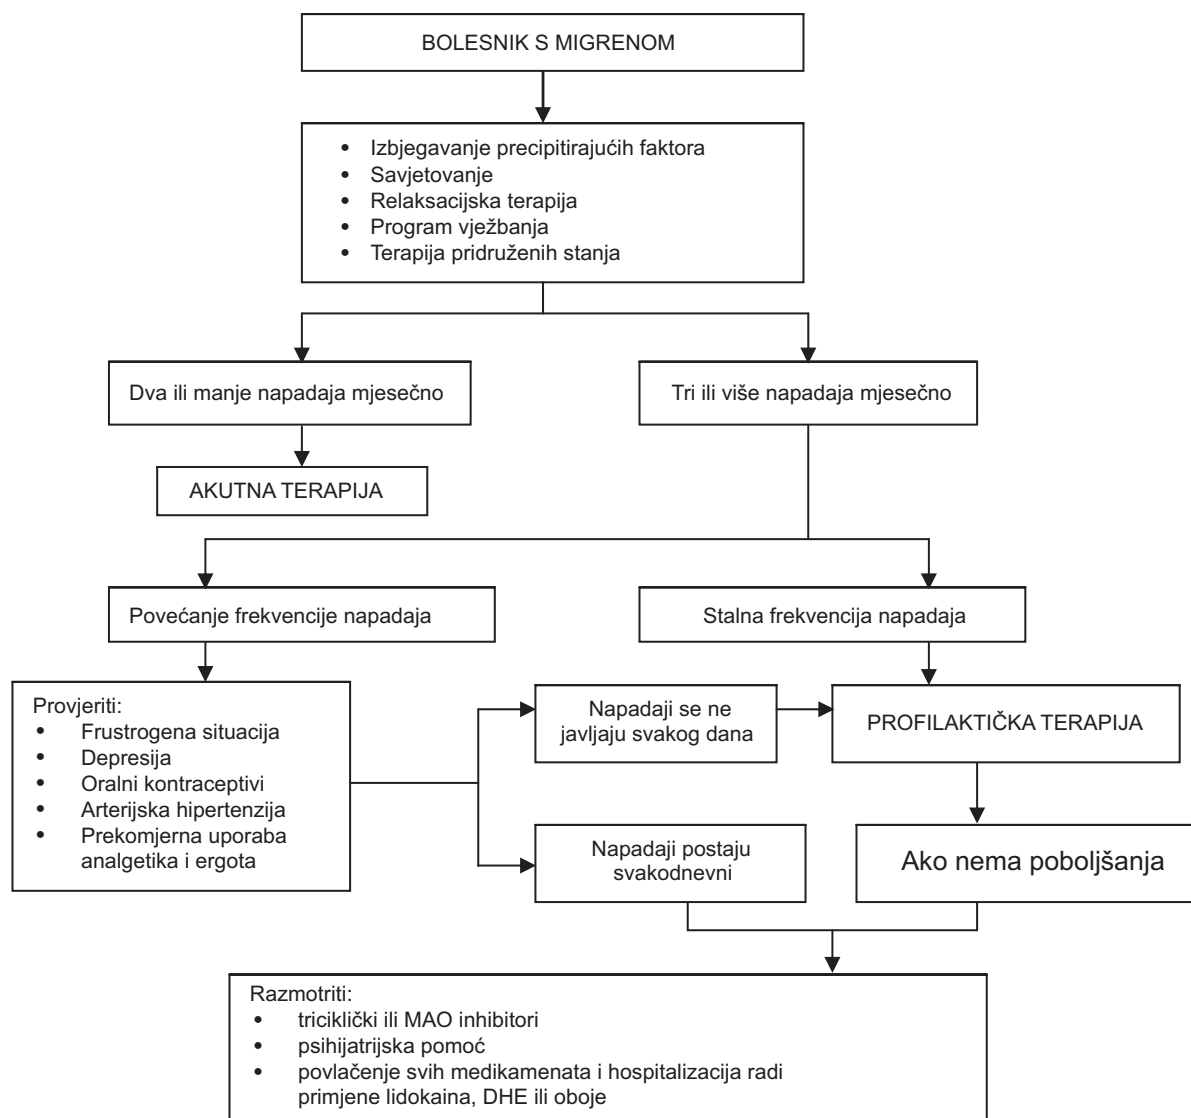 BOLESNIK S MIGRENOM
• Izbjegavanje precipitirajućih faktora
• Savjetovanje
• Relaksacijska terapija
• Program vježbanja
• Terapija pridruženih stanja
Dva ili manje napadaja mjesečno
Tri ili više napadaja mjesečno
AKUTNA TERAPIJA
Povećanje frekvencije napadaja
Stalna frekvencija napadaja
Provjeriti:
• Frustrogena situacija
• Depresija
• Oralni kontraceptivi
• Arterijska hipertenzija
• Prekomjerna uporaba
analgetika i ergota
Napadaji se ne
javljaju svakog dana
PROFILAKTIČKA TERAPIJA
Napadaji postaju
svakodnevni
Ako nema poboljšanja
Razmotriti:
• triciklički ili MAO inhibitori
• psihijatrijska pomoć
• povlačenje svih medikamenata i hospitalizacija radi
primjene lidokaina, DHE ili oboje